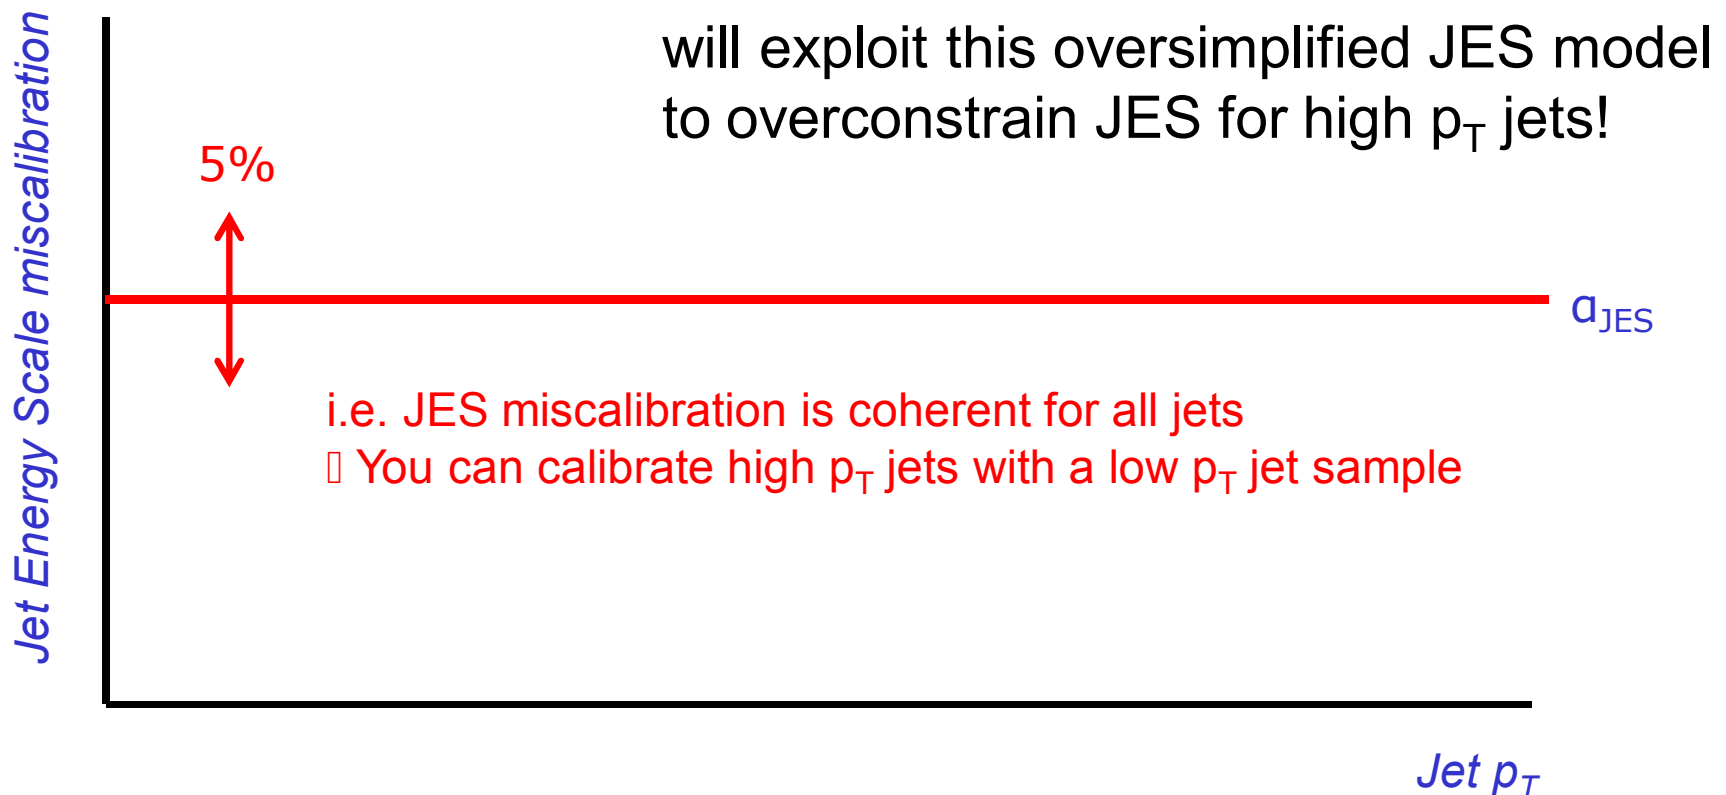 will exploit this oversimplified JES model
to overconstrain JES for high pT jets!
Jet Energy Scale miscalibration
5%
αJES
i.e. JES miscalibration is coherent for all jets
▯ You can calibrate high pT jets with a low pT jet sample
Jet pT